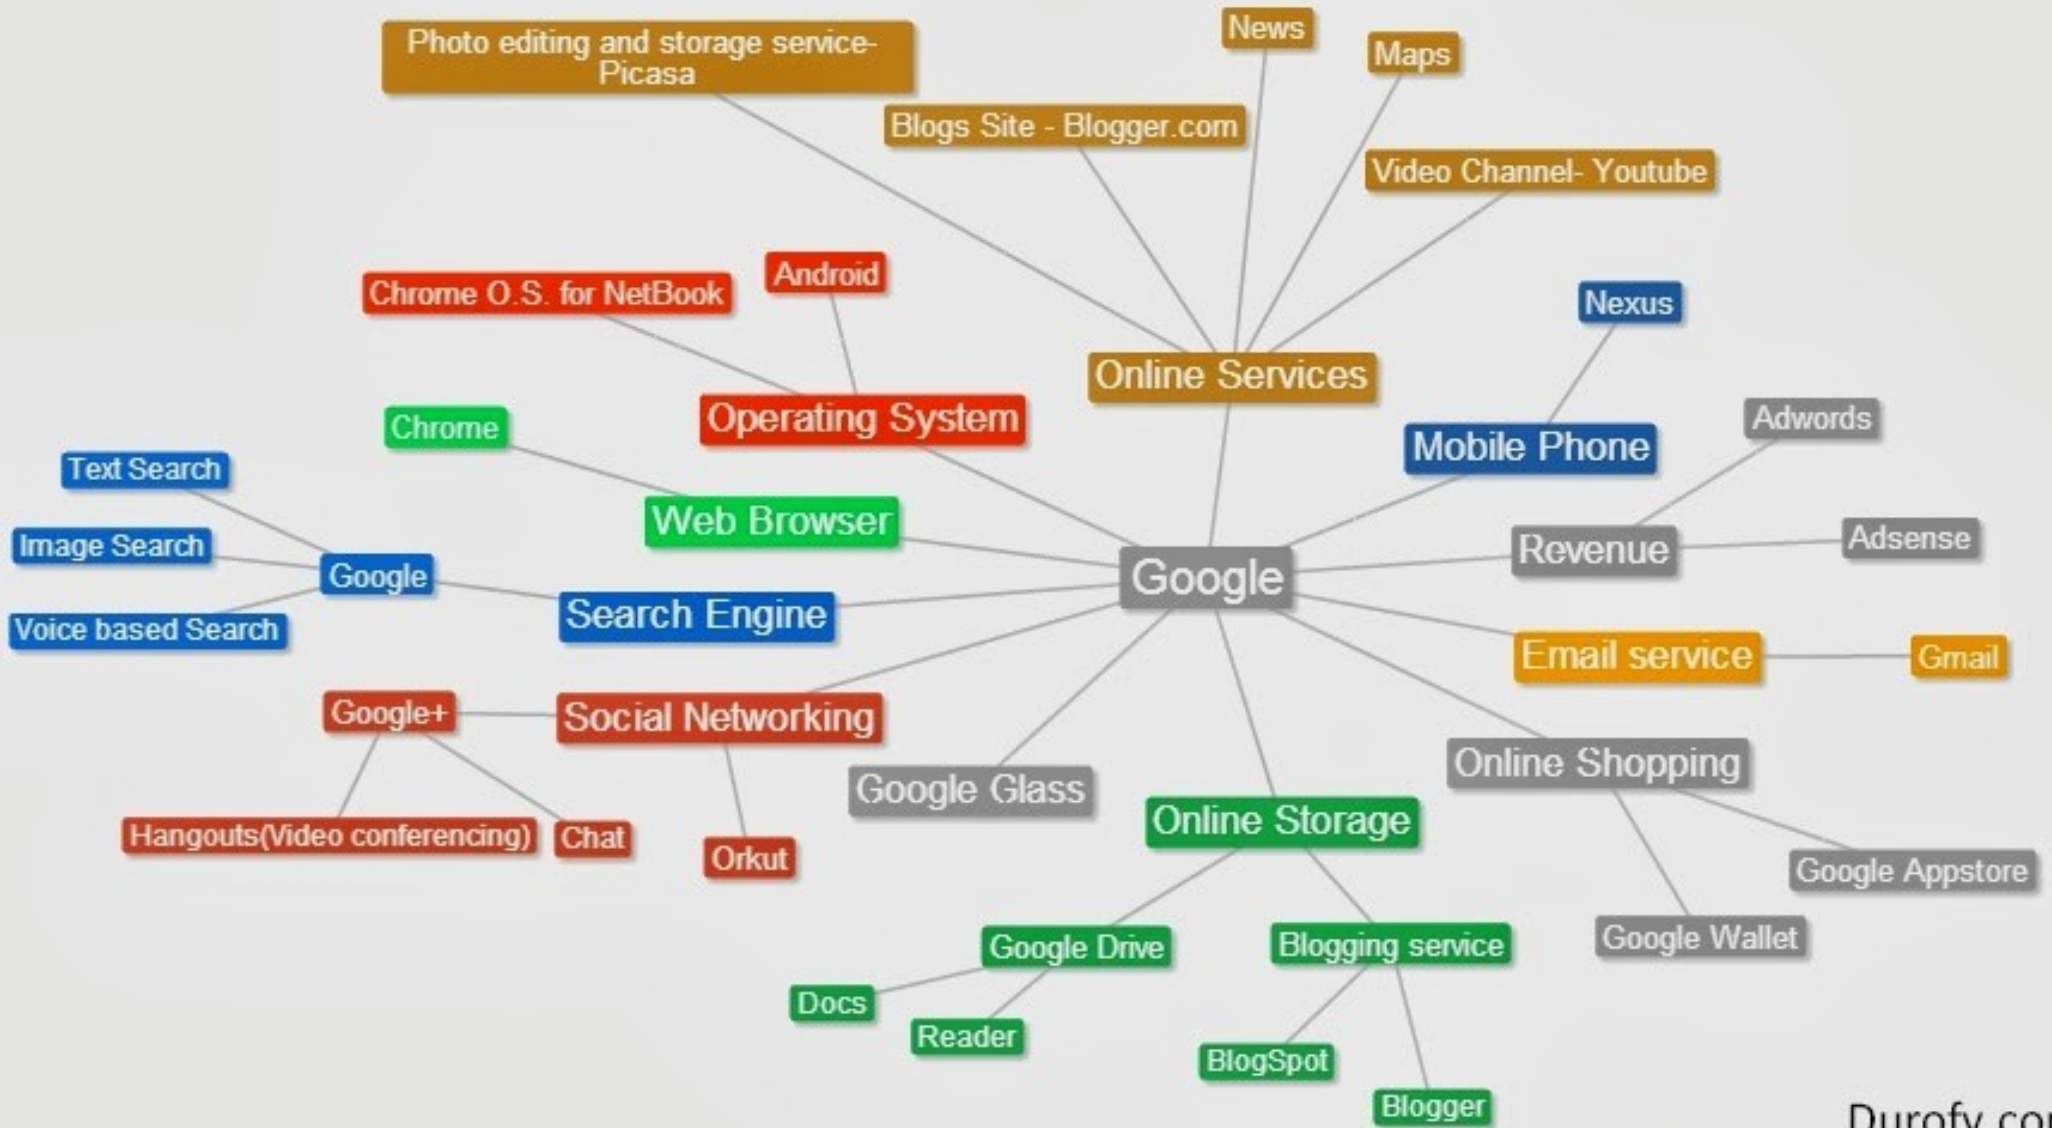 Photo editing and storage service-
Picasa
News
Maps
Blogs Site - Blogger.com
Video Channel- Youtube
Chrome O.S. for NetBook
Android
Nexus
Online Services
Operating System
Chrome
Mobile Phone
Adwords
Text Search
Web Browser
Revenue
Adsense
Image Search
Google
Google
Search Engine
Voice based Search
Email service
Gmail
Google+
Social Networking
Google Glass
Online Shopping
Hangouts(Video conferencing)
Chat
Orkut
Online Storage
Google Appstore
Google Drive
Blogging service
Google Wallet
Docs
Reader
BlogSpot
Blogger